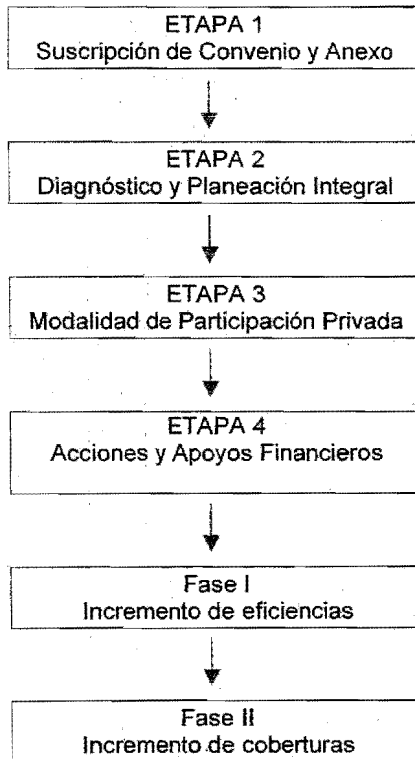 ETAPA 1
Suscripción de Convenio y Anexo
ETAPA 2
Diagnóstico y Planeación Integral
ETAPA 3
Modalidad de Participación Privada
ETAPA 4
Acciones y Apoyos Financieros
Fase I
Incremento de eficiencias
Fase II
Incremento de coberturas